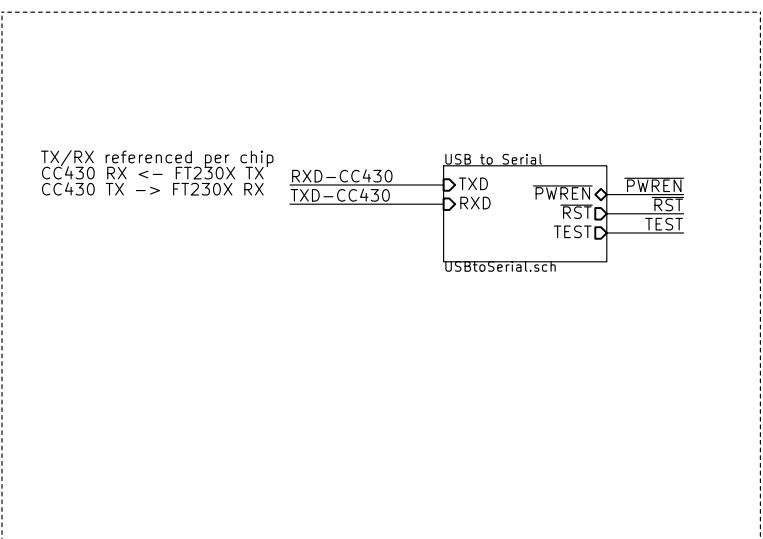 TX/RX referenced per chip
CC430 RX <- FT230X TX
CC430 TX -> FT230X RX
RXD-CC430
TXD-CC430
USB to Serial
TXD
RXD
PWREN
RST
TEST
USBtoSerial.sch
PWREN
RST
TEST